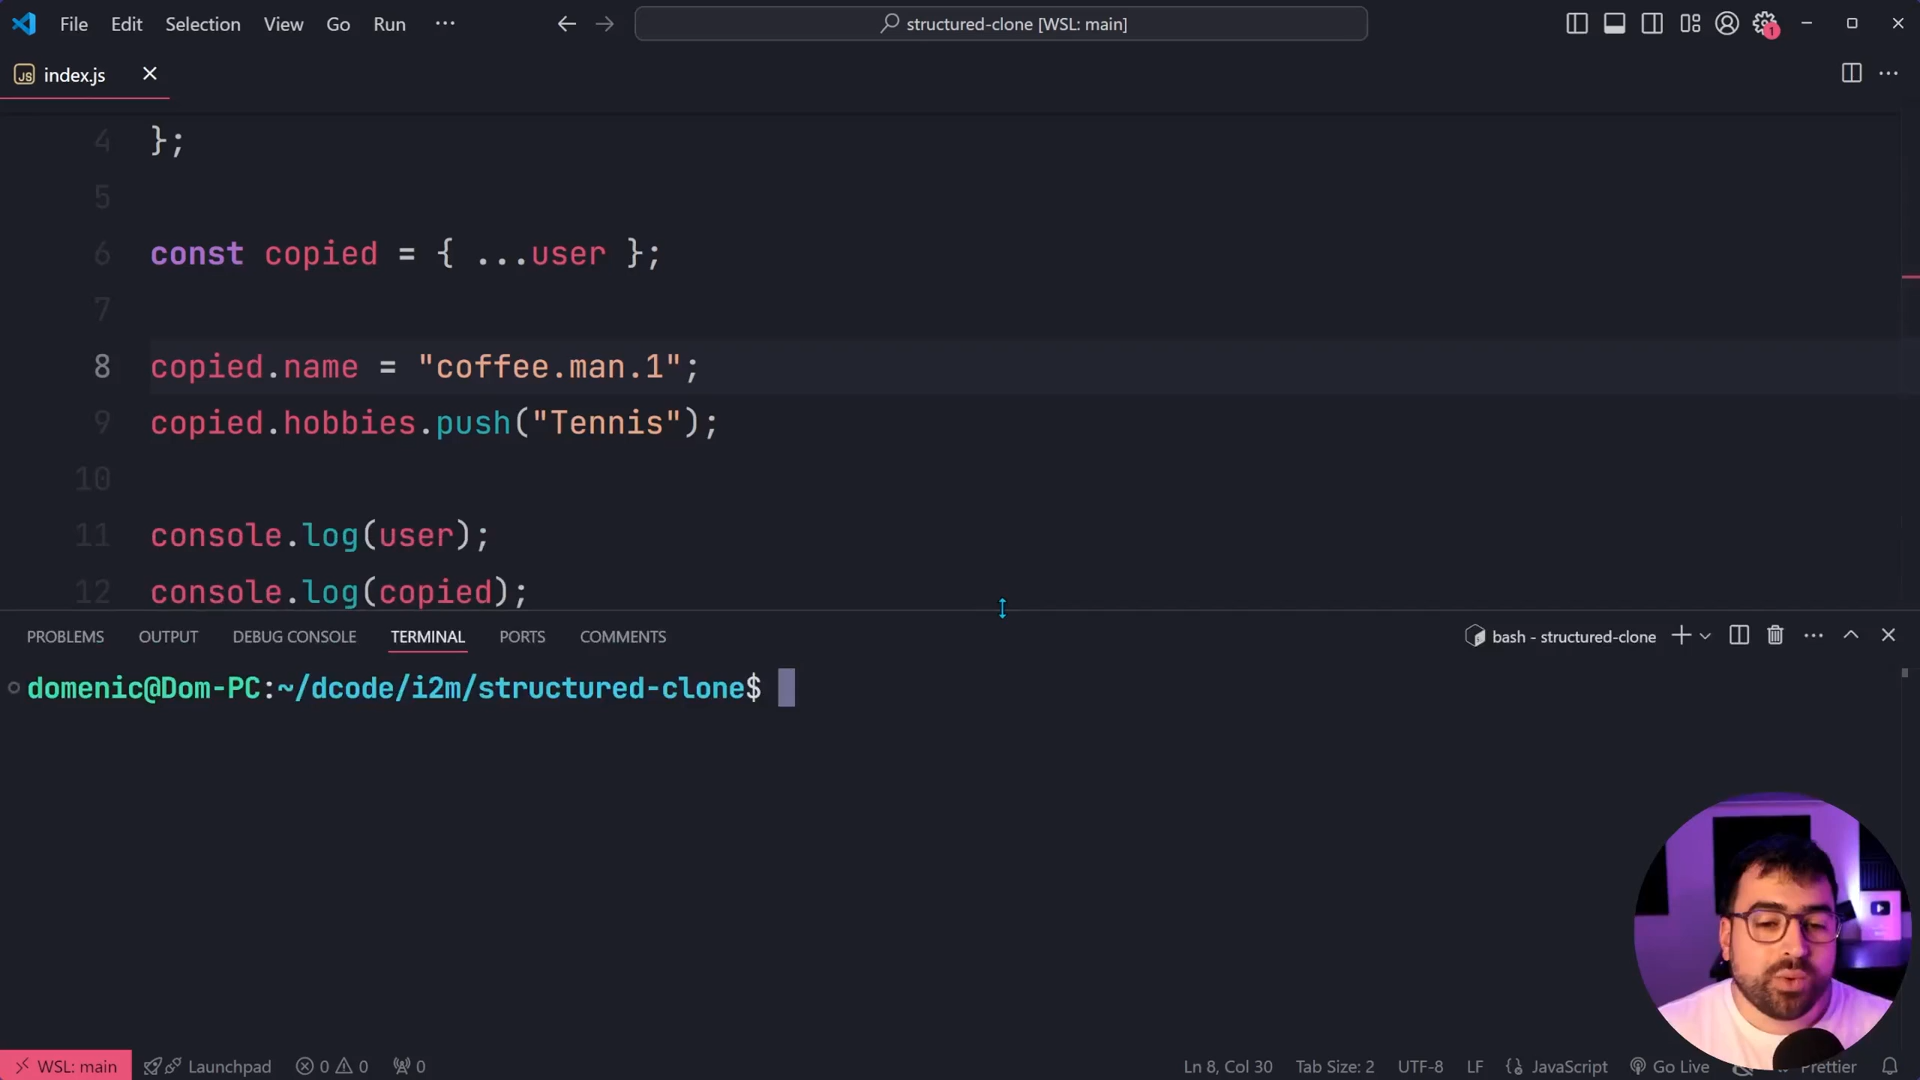 File Edit Selection View Go Run ··· structured-clone [WSL: main] 1
JS index.js
4 };
5
6 const copied = { ...user };
7
8 copied.name = "coffee.man.1";
9 copied.hobbies.push("Tennis");
10
11 console.log(user);
12 console.log(copied);
PROBLEMS OUTPUT DEBUG CONSOLE TERMINAL PORTS COMMENTS bash - structured-clone
domenic@Dom-PC:~/dcode/i2m/structured-clone$
WSL: main Launchpad 0 0 0 Ln 8, Col 30 Tab Size: 2 UTF-8 LF {} JavaScript Go Live Prettier